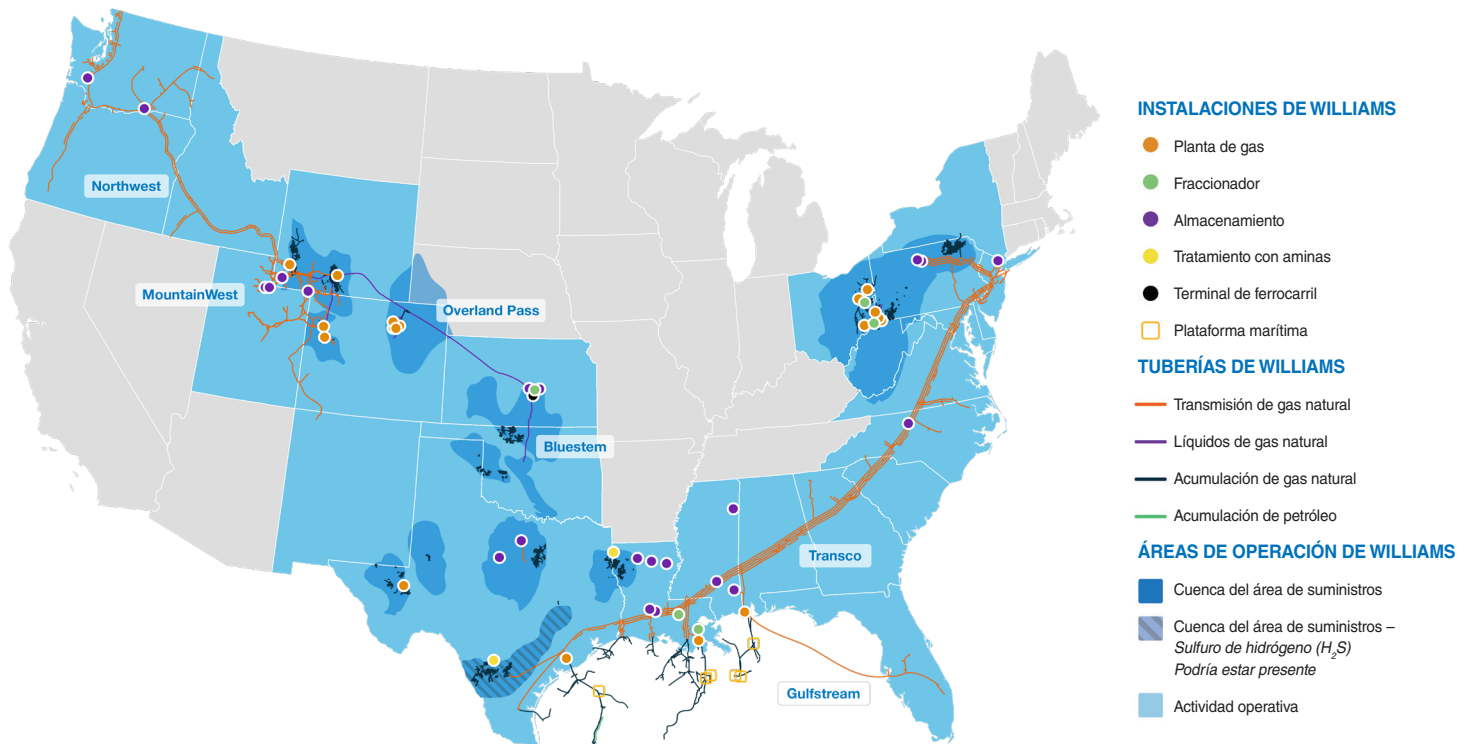 Northwest
MountainWest
Overland Pass
Bluestem
Transco
Gulfstream
INSTALACIONES DE WILLIAMS
Planta de gas
Fraccionador
Almacenamiento
Tratamiento con aminas
Terminal de ferrocarril
Plataforma marítima
TUBERÍAS DE WILLIAMS
Transmisión de gas natural
Líquidos de gas natural
Acumulación de gas natural
Acumulación de petróleo
ÁREAS DE OPERACIÓN DE WILLIAMS
Cuenca del área de suministros
Cuenca del área de suministros –
Sulfuro de hidrógeno (H₂S)
Podría estar presente
Actividad operativa